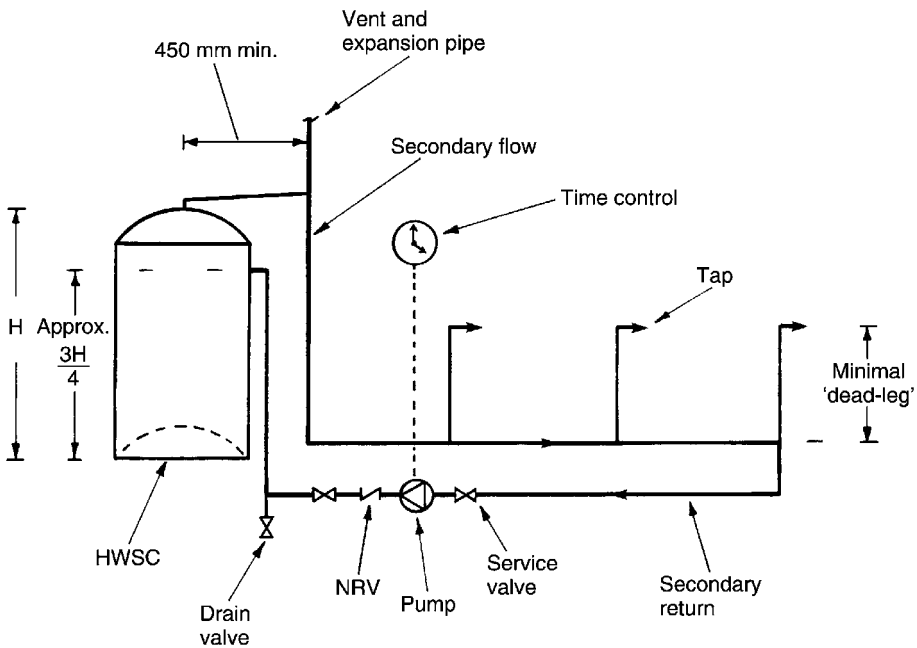 Vent and
expansion pipe
450 mm min.
Secondary flow
Time control
Tap
H
Approx.
3H
4
Minimal
'dead-leg'
HWSC
Drain
valve
NRV
Pump
Service
valve
Secondary
return